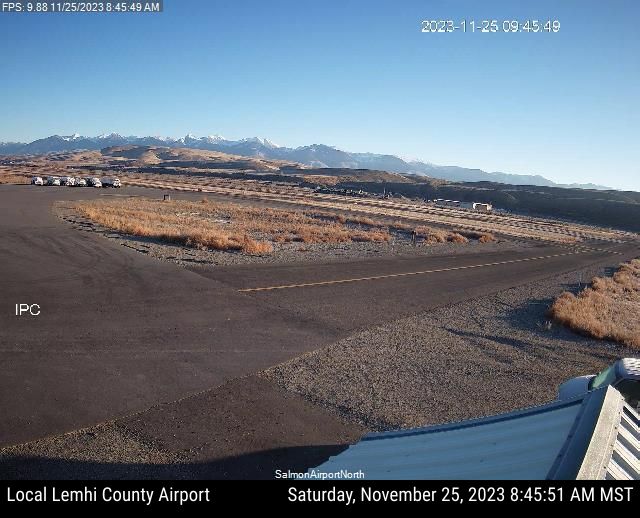 FPS: 9.88 11/25/2023 8:45:49 AM
2023-11-25 09:45:49
IPC
SalmonAirportNorth
Local Lemhi County Airport
Saturday, November 25, 2023 8:45:51 AM MST